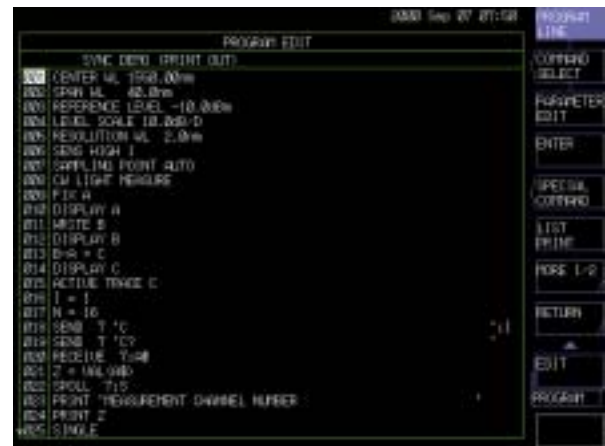 2000 Sep 07 07:50
PROGRAM EDIT
SYNC DEMO (PRINT OUT)
001 CENTER WL 1550.00nm
002 SPAN WL 40.0nm
003 REFERENCE LEVEL -10.0dBm
004 LEVEL SCALE 10.0dB/D
005 RESOLUTION WL 2.0nm
006 SENS HIGH 1
007 SAMPLING POINT AUTO
008 CW LIGHT MEASURE
009 FIX A
010 DISPLAY A
011 WRITE B
012 DISPLAY B
013 B-A → C
014 DISPLAY C
015 ACTIVE TRACE C
016 I = 1
017 N = 16
018 SEND T "C
019 SEND T "C?
020 RECEIVE
021 Z = VAL(A$)
022 SPOLL
023 PRINT "MEASUREMENT CHANNEL NUMBER "
024 PRINT Z
025 SINGLE
PROGRAM
LINE
COMMAND
SELECT
PARAMETER
EDIT
ENTER
SPECIAL
COMMAND
LIST
PRINT
MORE 1/2
RETURN
EDIT
PROGRAM